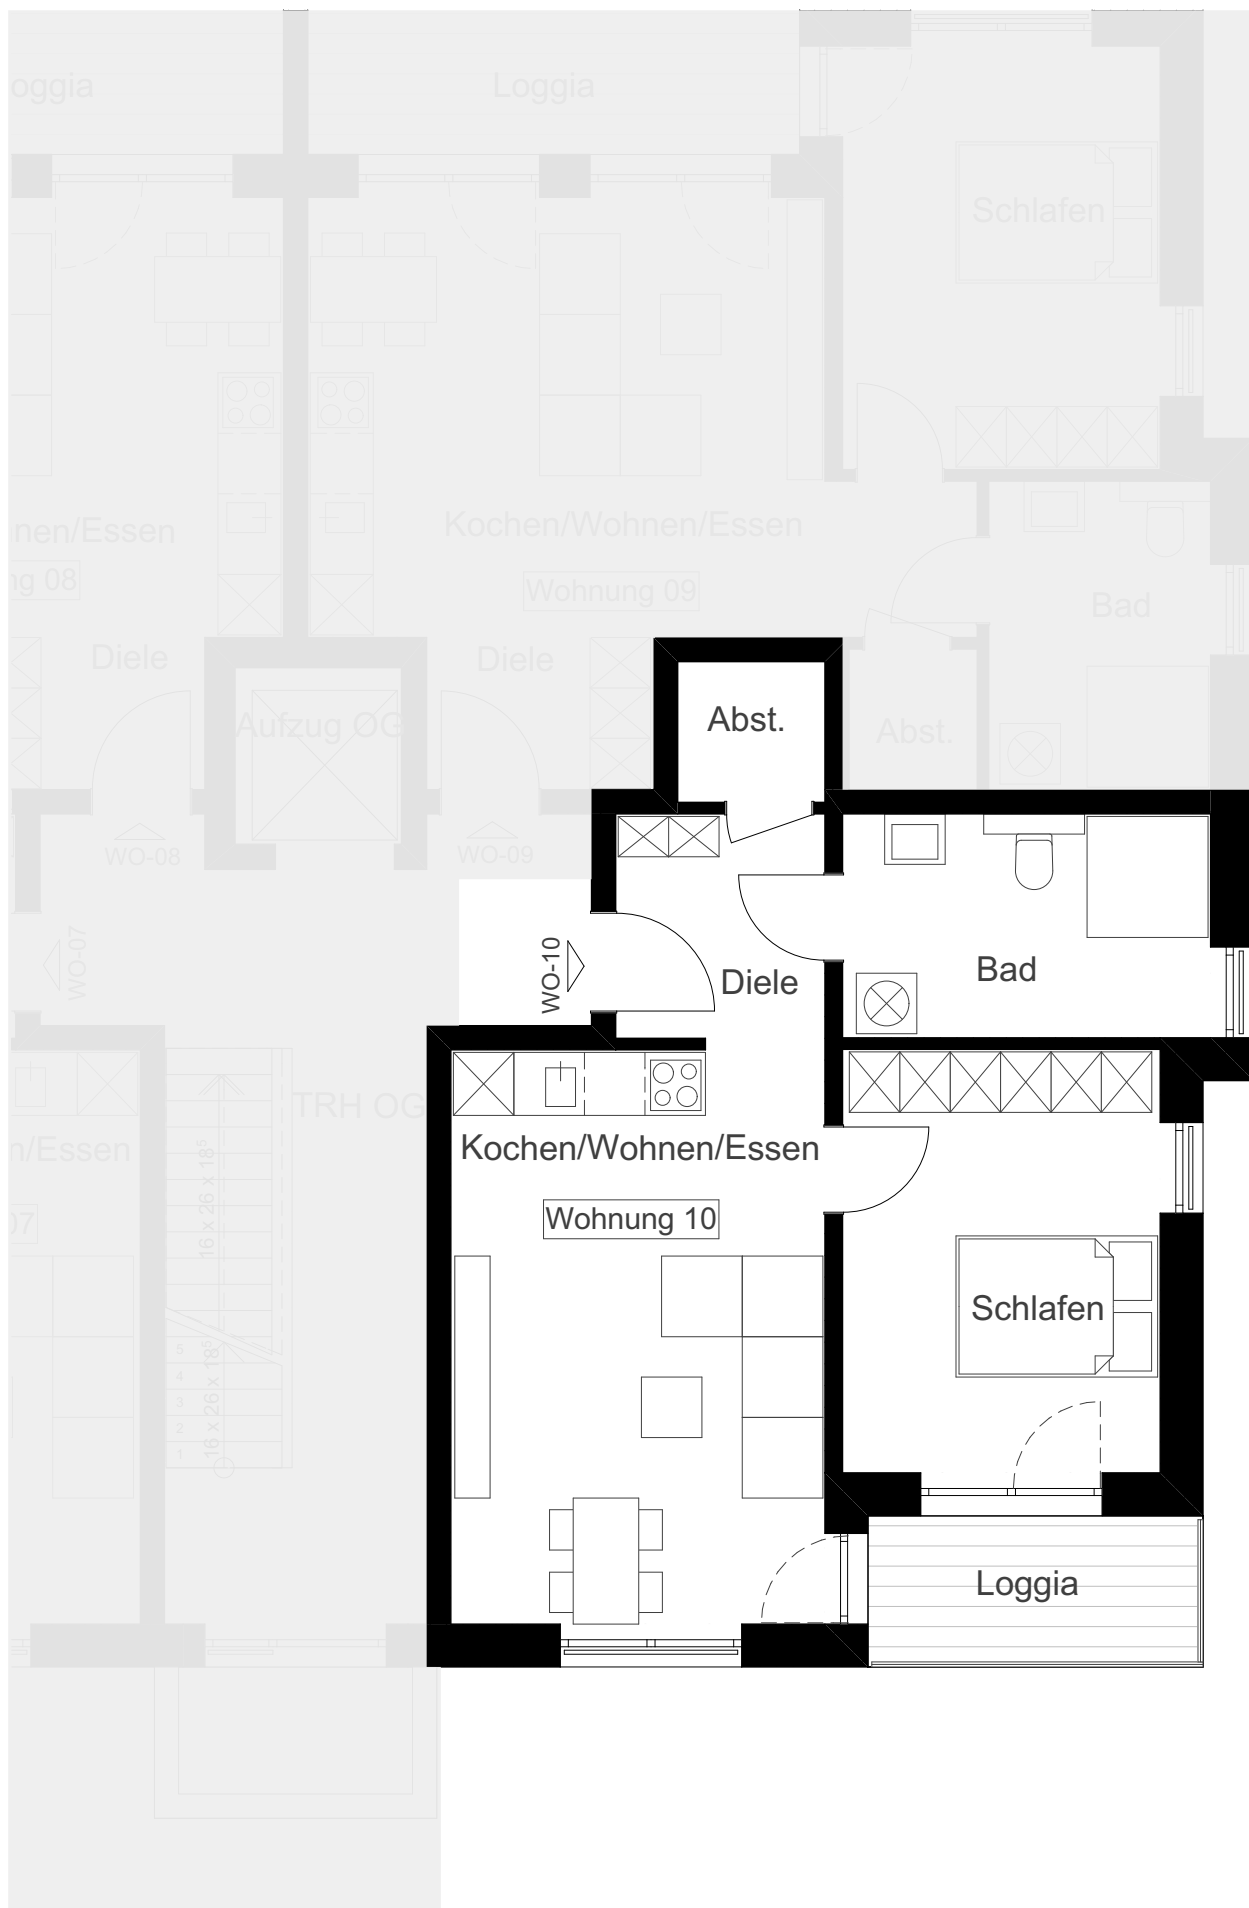 oggia
Loggia
Schlafen
nen/Essen
Kochen/Wohnen/Essen
ng 08
Wohnung 09
Bad
Diele
Diele
Aufzug OG
Abst.
Abst.
WO-08
WO-09
WO-07
WO-10
Diele
Bad
TRH OG
n/Essen
Kochen/Wohnen/Essen
16 x 26 x 18⁵
07
Wohnung 10
Schlafen
16 x 26 x 18⁵
5
4
3
2
1
Loggia